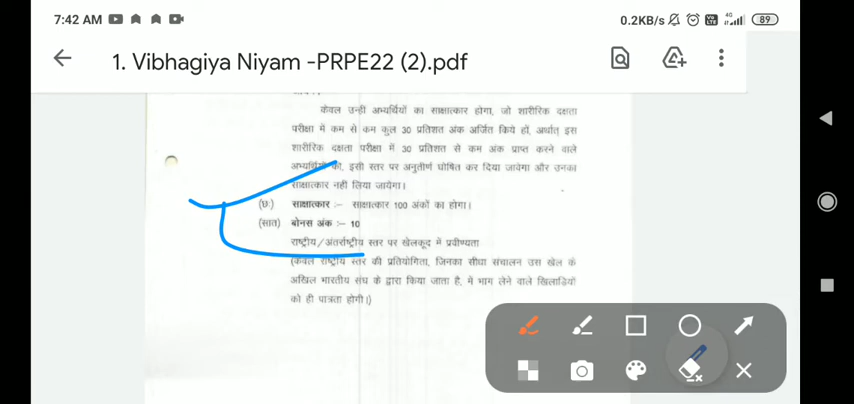 7:42 AM
0.2KB/s 4G 89
1. Vibhagiya Niyam -PRPE22 (2).pdf
केवल उन्ही अभ्यर्थियों का साक्षात्कार होगा, जो शारीरिक दक्षता
परीक्षा में कम से कम कुल 30 प्रतिशत अंक अर्जित किये हों, अर्थात् इस
शारीरिक दक्षता परीक्षा में 30 प्रतिशत से कम अंक प्राप्त करने वाले
अभ्यर्थियों को, इसी स्तर पर अनुतीर्ण घोषित कर दिया जावेगा और उनका
साक्षात्कार नहीं लिया जायेगा।
(छः) साक्षात्कार :- साक्षात्कार 100 अंकों का होगा।
(सात) बोनस अंक :- 10
राष्ट्रीय/अंतर्राष्ट्रीय स्तर पर खेलकूद में प्रवीण्यता
(केवल राष्ट्रीय स्तर की प्रतियोगिता, जिनका सीधा संचालन उस खेल के
अखिल भारतीय संघ के द्वारा किया जाता है, में भाग लेने वाले खिलाड़ियों
को ही पात्रता होगी।)